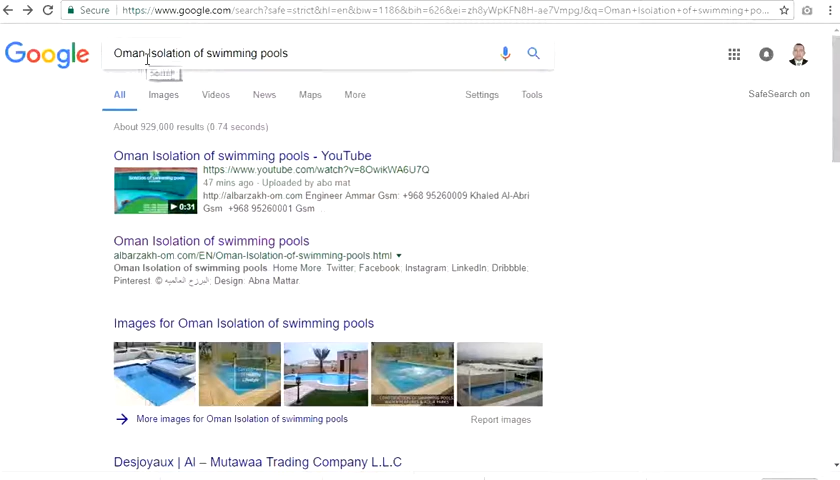 Secure https://www.google.com/search?safe=strict&hl=en&biw=1186&bih=626&ei=zh8yWpKFN8H-ae7VmpgJ&q=Oman+Isolation+of+swimming+po...
Google
Oman Isolation of swimming pools
Search
All Images Videos News Maps More Settings Tools
SafeSearch on
About 929,000 results (0.74 seconds)
Oman Isolation of swimming pools - YouTube
https://www.youtube.com/watch?v=8OwikWA6U7Q
47 mins ago - Uploaded by abo mat
http://albarzakh-om.com Engineer Ammar Gsm: +968 95260009 Khaled Al-Abri
Gsm +968 95260001 Gsm
0:31
Oman Isolation of swimming pools
albarzakh-om.com/EN/Oman-Isolation-of-swimming-pools.html
Oman Isolation of swimming pools. Home More. Twitter; Facebook; Instagram; LinkedIn; Dribbble;
Pinterest. © البرزخ العالميه. Design: Abna Mattar.
Images for Oman Isolation of swimming pools
More images for Oman Isolation of swimming pools
Report images
Desjoyaux | Al – Mutawaa Trading Company L.L.C